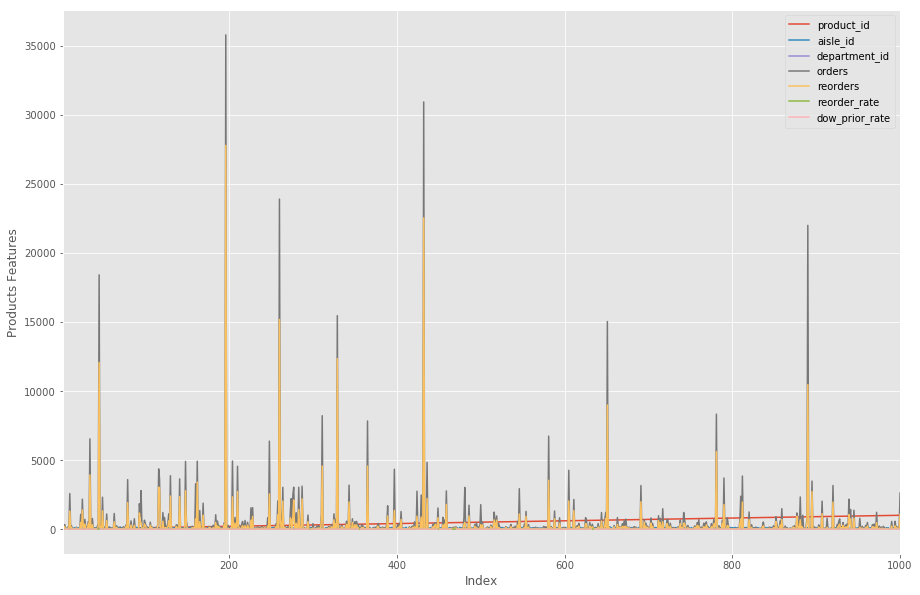 product_id
aisle_id
department_id
orders
reorders
reorder_rate
dow_prior_rate
35000
30000
25000
20000
15000
10000
5000
0
Products Features
200
400
600
800
1000
Index